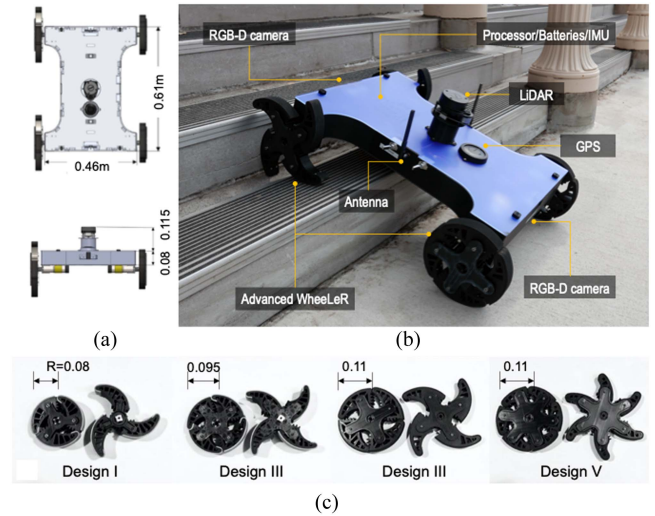 RGB-D camera
Processor/Batteries/IMU
LiDAR
GPS
Antenna
RGB-D camera
Advanced WheeLeR
0.61m
0.46m
0.115
0.08
(a)
(b)
R=0.08
0.095
0.11
0.11
Design I
Design III
Design III
Design V
(c)